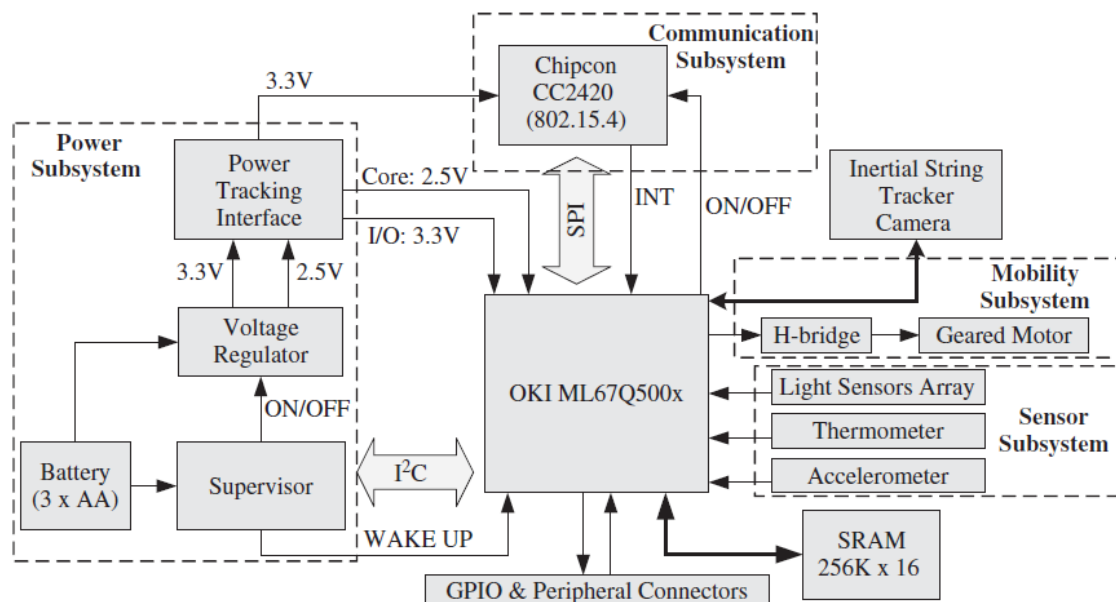 Communication
Subsystem
Chipcon
CC2420
(802.15.4)
3.3V
Power
Subsystem
Power
Tracking
Interface
Core: 2.5V
I/O: 3.3V
SPI
INT
ON/OFF
Inertial String
Tracker
Camera
3.3V
2.5V
Mobility
Subsystem
Voltage
Regulator
H-bridge
Geared Motor
OKI ML67Q500x
Light Sensors Array
Thermometer
Accelerometer
Sensor
Subsystem
ON/OFF
Battery
(3 x AA)
Supervisor
I²C
WAKE UP
SRAM
256K x 16
GPIO & Peripheral Connectors